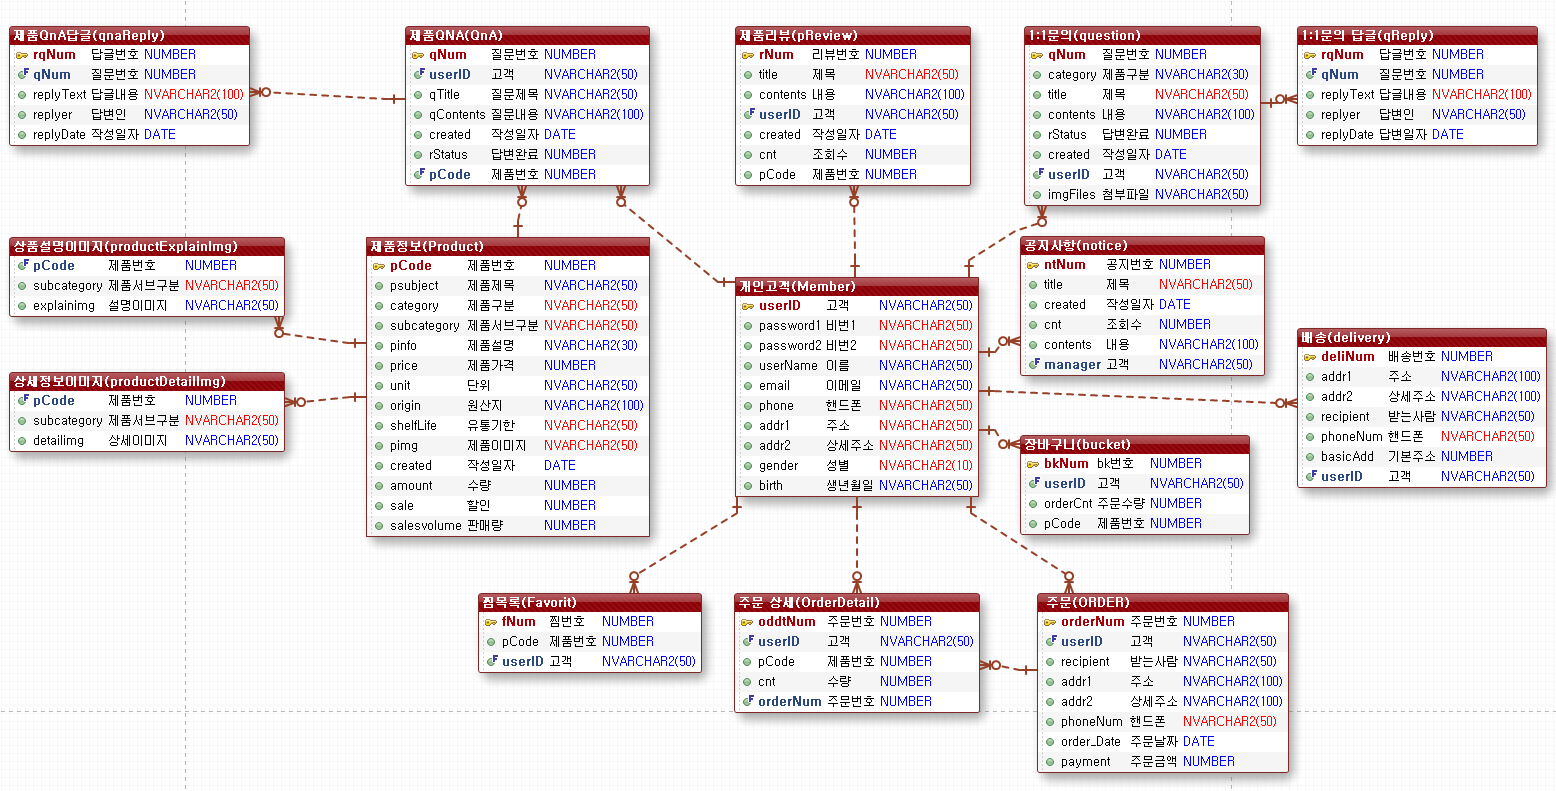 제품QnA답글(qnaReply)
rqNum 답글번호 NUMBER
qNum 질문번호 NUMBER
replyText 답글내용 NVARCHAR2(100)
replyer 답변인 NVARCHAR2(50)
replyDate 작성일자 DATE
제품QNA(QnA)
qNum 질문번호 NUMBER
userID 고객 NVARCHAR2(50)
qTitle 질문제목 NVARCHAR2(50)
qContents 질문내용 NVARCHAR2(100)
created 작성일자 DATE
rStatus 답변완료 NUMBER
pCode 제품번호 NUMBER
제품리뷰(pReview)
rNum 리뷰번호 NUMBER
title 제목 NVARCHAR2(50)
contents 내용 NVARCHAR2(100)
userID 고객 NVARCHAR2(50)
created 작성일자 DATE
cnt 조회수 NUMBER
pCode 제품번호 NUMBER
1:1문의(question)
qNum 질문번호 NUMBER
category 제품구분 NVARCHAR2(30)
title 제목 NVARCHAR2(50)
contents 내용 NVARCHAR2(100)
rStatus 답변완료 NUMBER
created 작성일자 DATE
userID 고객 NVARCHAR2(50)
imgFiles 첨부파일 NVARCHAR2(50)
1:1문의 답글(qReply)
rqNum 답글번호 NUMBER
qNum 질문번호 NUMBER
replyText 답글내용 NVARCHAR2(100)
replyer 답변인 NVARCHAR2(50)
replyDate 답변일자 DATE
상품설명이미지(productExplainImg)
pCode 제품번호 NUMBER
subcategory 제품서브구분 NVARCHAR2(50)
explainimg 설명이미지 NVARCHAR2(50)
상세정보이미지(productDetailImg)
pCode 제품번호 NUMBER
subcategory 제품서브구분 NVARCHAR2(50)
detailimg 상세이미지 NVARCHAR2(50)
제품정보(Product)
pCode 제품번호 NUMBER
psubject 제품제목 NVARCHAR2(50)
category 제품구분 NVARCHAR2(50)
subcategory 제품서브구분 NVARCHAR2(50)
pinfo 제품설명 NVARCHAR2(30)
price 제품가격 NUMBER
unit 단위 NVARCHAR2(50)
origin 원산지 NVARCHAR2(100)
shelfLife 유통기한 NVARCHAR2(50)
pimg 제품이미지 NVARCHAR2(50)
created 작성일자 DATE
amount 수량 NUMBER
sale 할인 NUMBER
salesvolume 판매량 NUMBER
개인고객(Member)
userID 고객 NVARCHAR2(50)
password1 비번1 NVARCHAR2(50)
password2 비번2 NVARCHAR2(50)
userName 이름 NVARCHAR2(50)
email 이메일 NVARCHAR2(50)
phone 핸드폰 NVARCHAR2(50)
addr1 주소 NVARCHAR2(50)
addr2 상세주소 NVARCHAR2(50)
gender 성별 NVARCHAR2(10)
birth 생년월일 NVARCHAR2(50)
공지사항(notice)
ntNum 공지번호 NUMBER
title 제목 NVARCHAR2(50)
created 작성일자 DATE
cnt 조회수 NUMBER
contents 내용 NVARCHAR2(100)
manager 고객 NVARCHAR2(50)
배송(delivery)
deliNum 배송번호 NUMBER
addr1 주소 NVARCHAR2(100)
addr2 상세주소 NVARCHAR2(100)
recipient 받는사람 NVARCHAR2(50)
phoneNum 핸드폰 NVARCHAR2(50)
basicAdd 기본주소 NUMBER
userID 고객 NVARCHAR2(50)
장바구니(bucket)
bkNum bk번호 NUMBER
userID 고객 NVARCHAR2(50)
orderCnt 주문수량 NUMBER
pCode 제품번호 NUMBER
찜목록(Favorit)
fNum 찜번호 NUMBER
pCode 제품번호 NUMBER
userID 고객 NVARCHAR2(50)
주문 상세(OrderDetail)
oddtNum 주문번호 NUMBER
userID 고객 NVARCHAR2(50)
pCode 제품번호 NUMBER
cnt 수량 NUMBER
orderNum 주문번호 NUMBER
주문(ORDER)
orderNum 주문번호 NUMBER
userID 고객 NVARCHAR2(50)
recipient 받는사람 NVARCHAR2(50)
addr1 주소 NVARCHAR2(100)
addr2 상세주소 NVARCHAR2(100)
phoneNum 핸드폰 NVARCHAR2(50)
order_Date 주문날짜 DATE
payment 주문금액 NUMBER